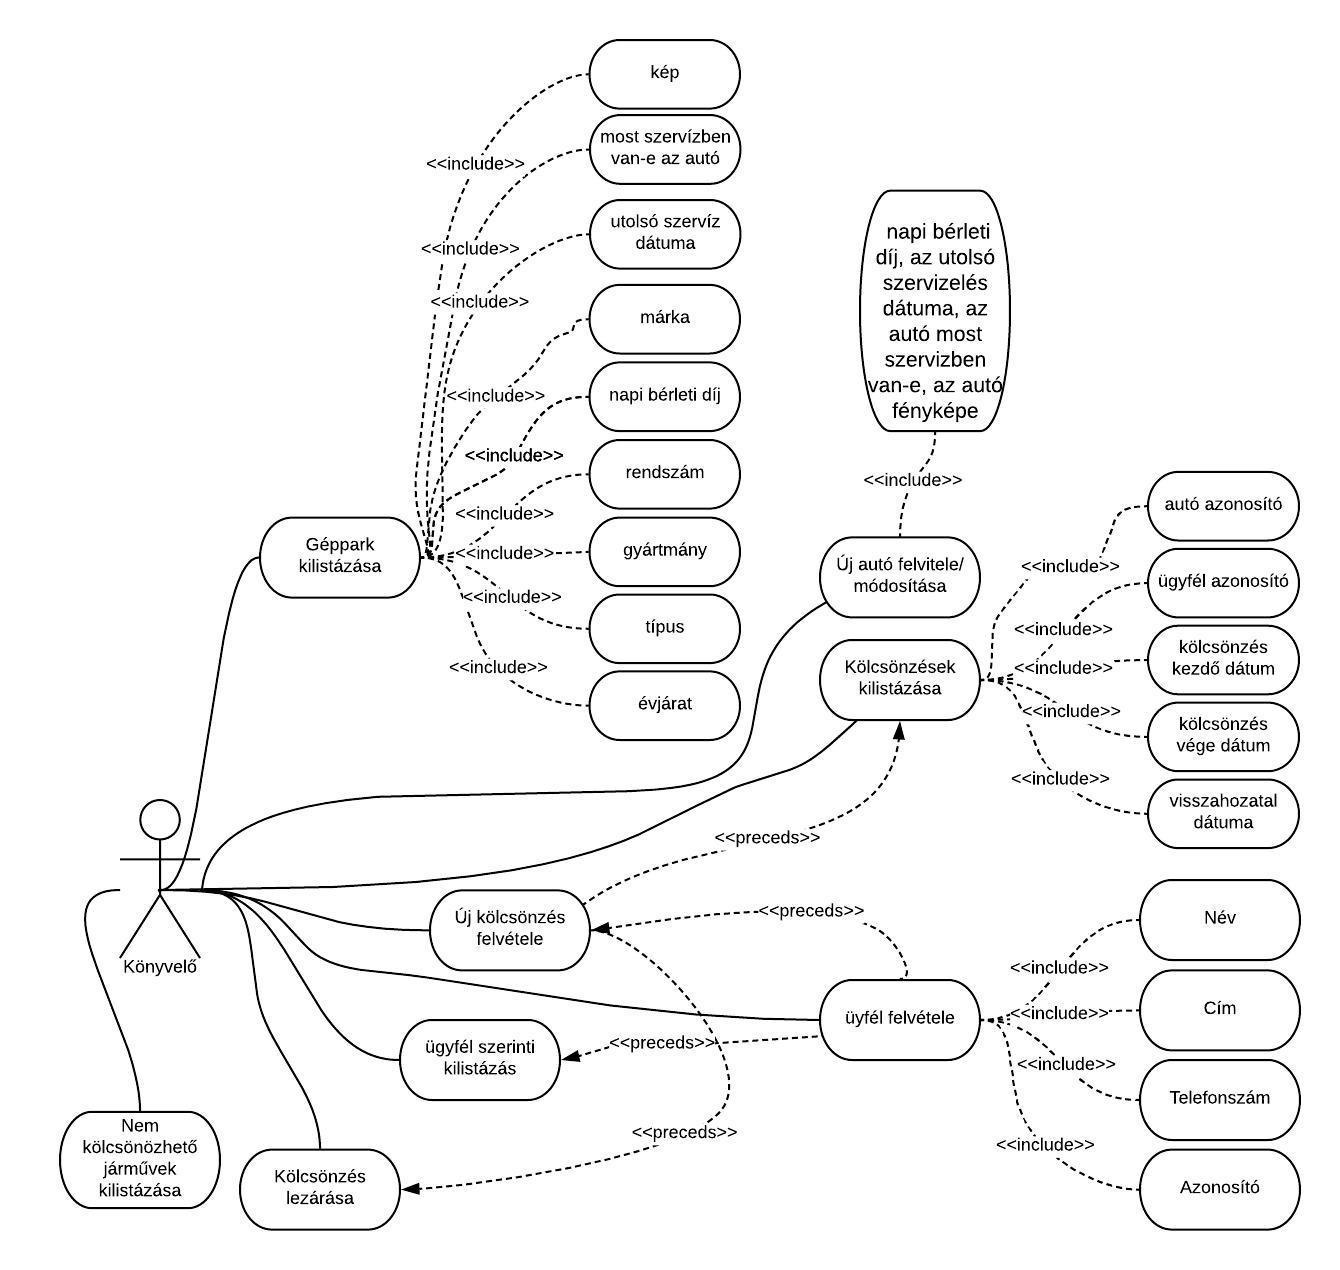 kép
most szervízben
van-e az autó
<<include>>
utolsó szervíz
dátuma
<<include>>
<<include>>
márka
<<include>>
napi bérleti díj
<<include>>
rendszám
<<include>>
gyártmány
<<include>>
típus
<<include>>
évjárat
<<include>>
Géppark
kilistázása
napi bérleti
díj, az utolsó
szervizelés
dátuma, az
autó most
szervizben
van-e, az autó
fényképe
<<include>>
Új autó felvitele/
módosítása
Kölcsönzések
kilistázása
autó azonosító
<<include>>
ügyfél azonosító
<<include>>
kölcsönzés
kezdő dátum
<<include>>
kölcsönzés
vége dátum
<<include>>
visszahozatal
dátuma
<<include>>
<<preceds>>
Könyvelő
Új kölcsönzés
felvétele
<<preceds>>
üyfél felvétele
Név
<<include>>
Cím
<<include>>
Telefonszám
<<include>>
Azonosító
<<include>>
ügyfél szerinti
kilistázás
<<preceds>>
<<preceds>>
Nem
kölcsönözhető
járművek
kilistázása
Kölcsönzés
lezárása